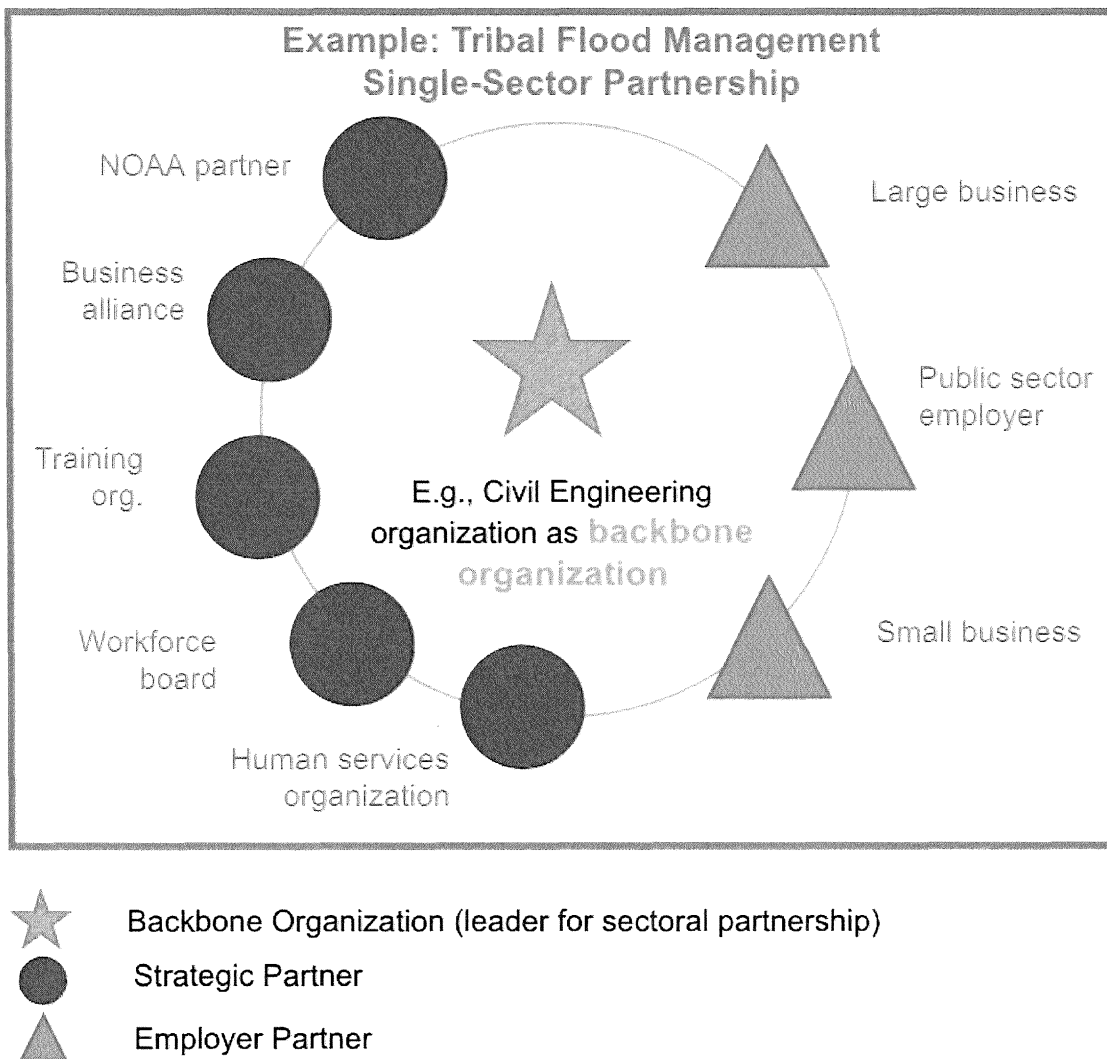 Example: Tribal Flood Management
Single-Sector Partnership
NOAA partner
Large business
Business
alliance
Public sector
employer
Training
org.
E.g., Civil Engineering
organization as backbone
organization
Workforce
board
Small business
Human services
organization
Backbone Organization (leader for sectoral partnership)
Strategic Partner
Employer Partner